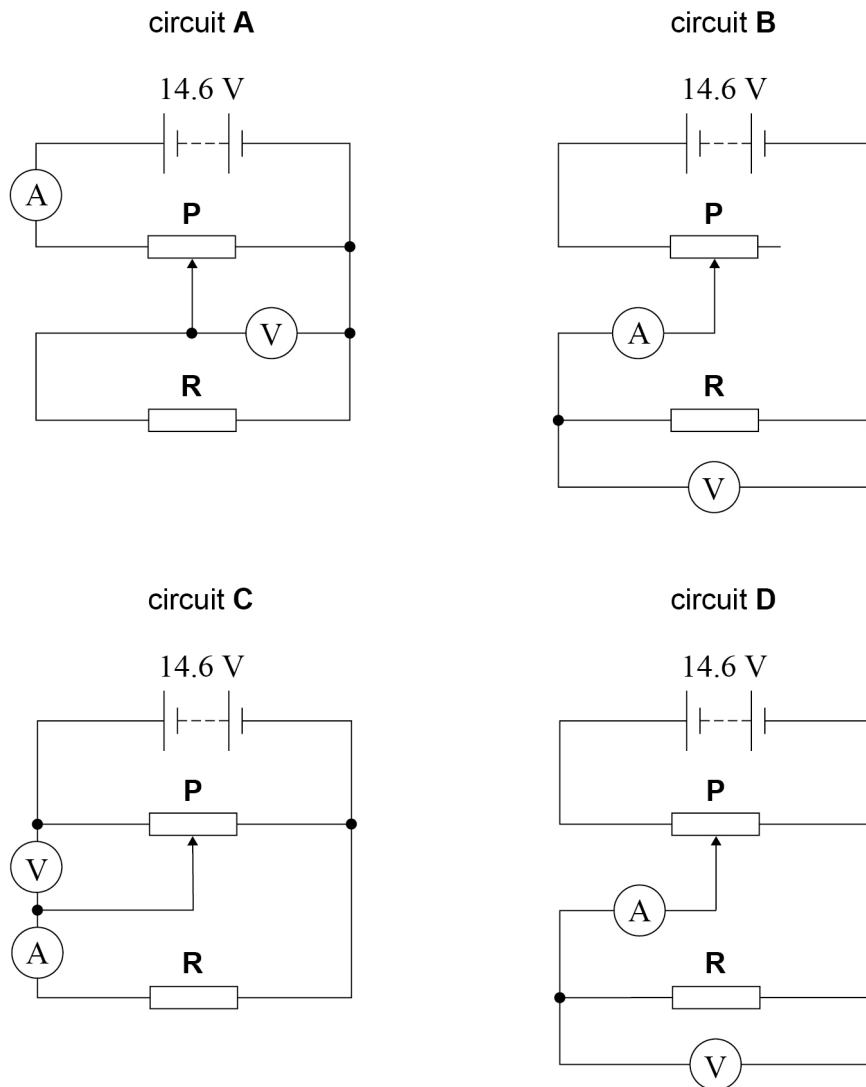 circuit A
14.6 V
A
P
V
R
circuit B
14.6 V
P
A
R
V
circuit C
14.6 V
P
V
A
R
circuit D
14.6 V
P
A
R
V